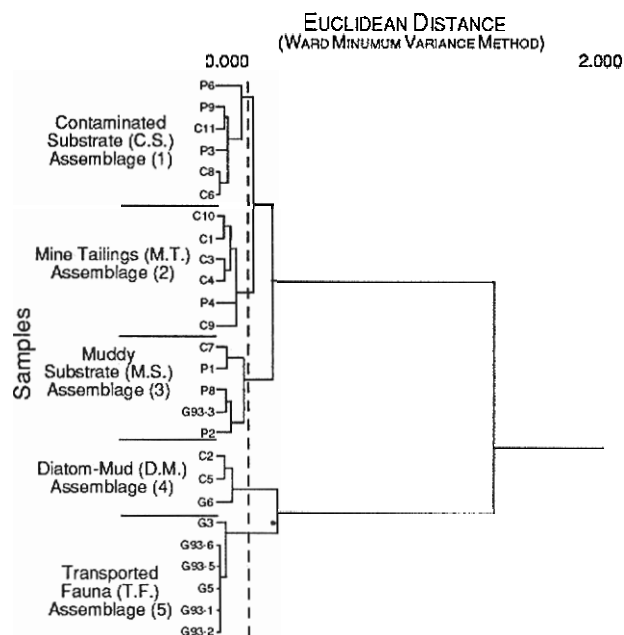 EUCLIDEAN DISTANCE
(WARD MINUMUM VARIANCE METHOD)
0.000
2.000
Samples
Contaminated
Substrate (C.S.)
Assemblage (1)
P6
P9
C11
P3
C8
C6
Mine Tailings (M.T.)
Assemblage (2)
C10
C1
C3
C4
P4
C9
Muddy
Substrate (M.S.)
Assemblage (3)
C7
P1
P8
G93-3
P2
Diatom-Mud (D.M.)
Assemblage (4)
C2
C5
G6
Transported
Fauna (T.F.)
Assemblage (5)
G3
G93-6
G93-5
G5
G93-1
G93-2